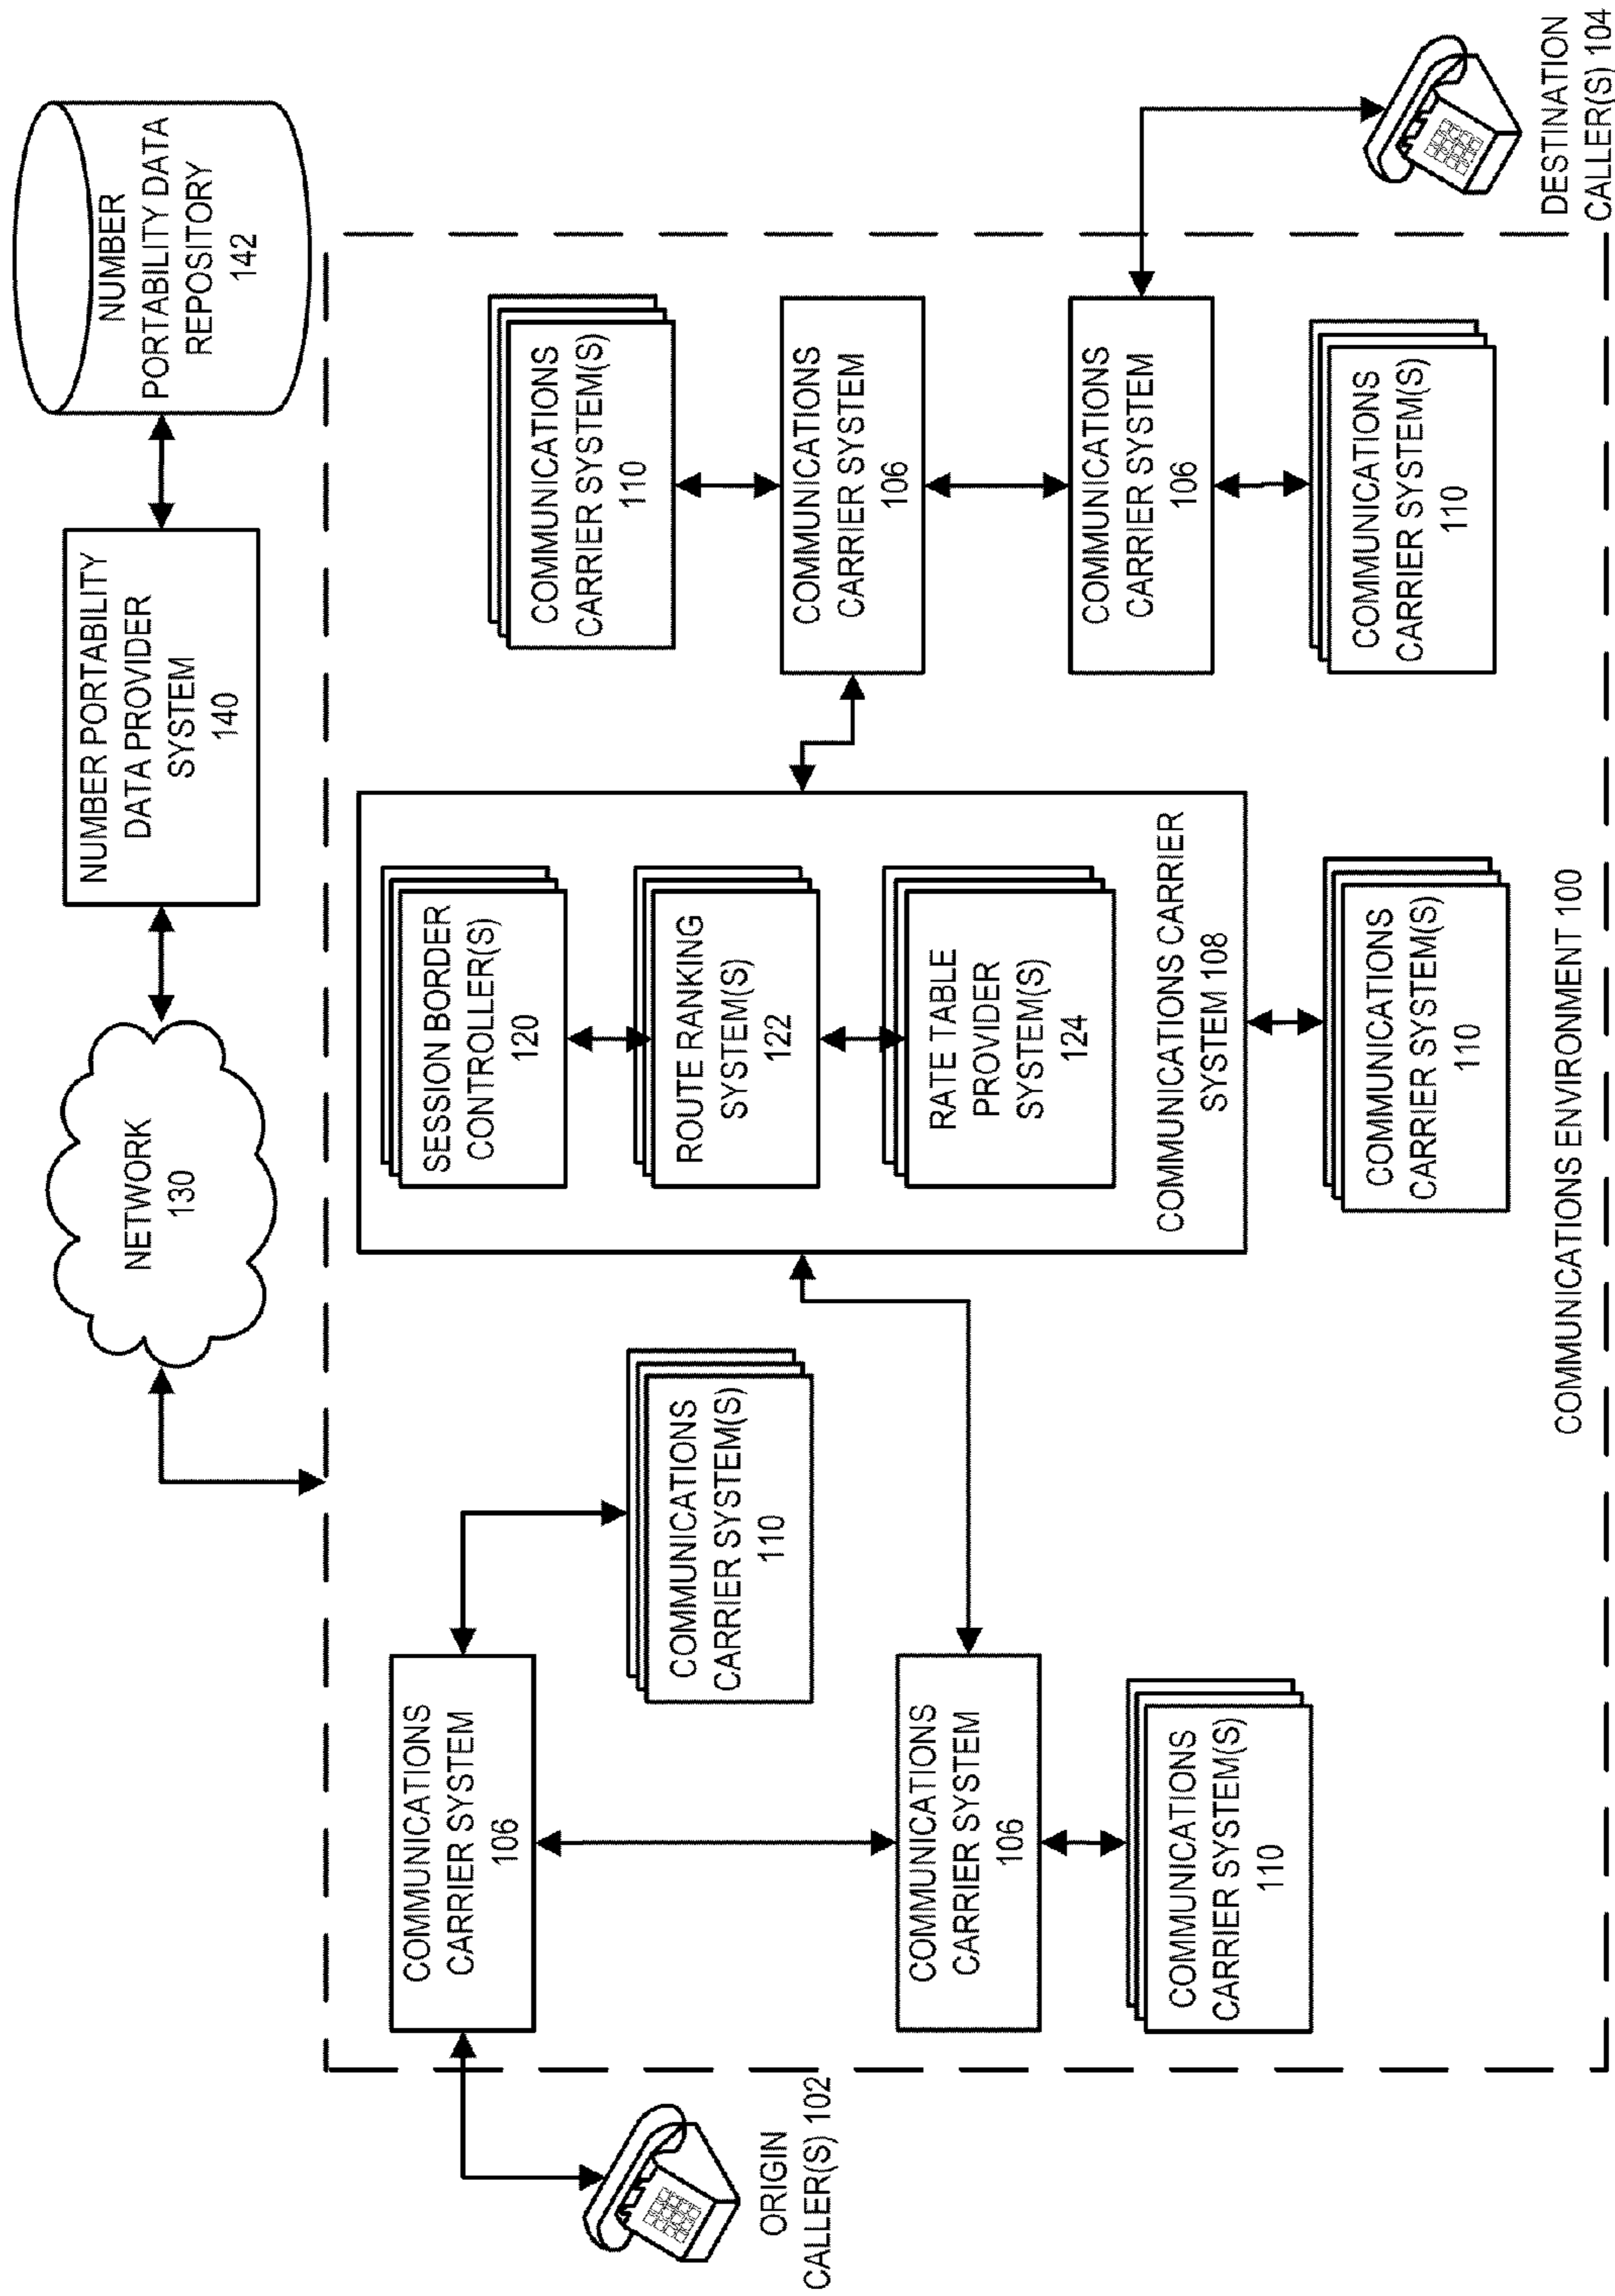 NUMBER
PORTABILITY DATA
REPOSITORY
142
NUMBER PORTABILITY
DATA PROVIDER
SYSTEM
140
NETWORK
130
COMMUNICATIONS
CARRIER SYSTEM
106
COMMUNICATIONS
CARRIER SYSTEM(S)
110
COMMUNICATIONS
CARRIER SYSTEM
106
COMMUNICATIONS
CARRIER SYSTEM(S)
110
ORIGIN
CALLER(S) 102
SESSION BORDER
CONTROLLER(S)
120
ROUTE RANKING
SYSTEM(S)
122
RATE TABLE
PROVIDER
SYSTEM(S)
124
COMMUNICATIONS CARRIER
SYSTEM 108
COMMUNICATIONS
CARRIER SYSTEM(S)
110
COMMUNICATIONS
CARRIER SYSTEM(S)
110
COMMUNICATIONS
CARRIER SYSTEM
106
COMMUNICATIONS
CARRIER SYSTEM
106
COMMUNICATIONS
CARRIER SYSTEM(S)
110
DESTINATION
CALLER(S) 104
COMMUNICATIONS ENVIRONMENT 100